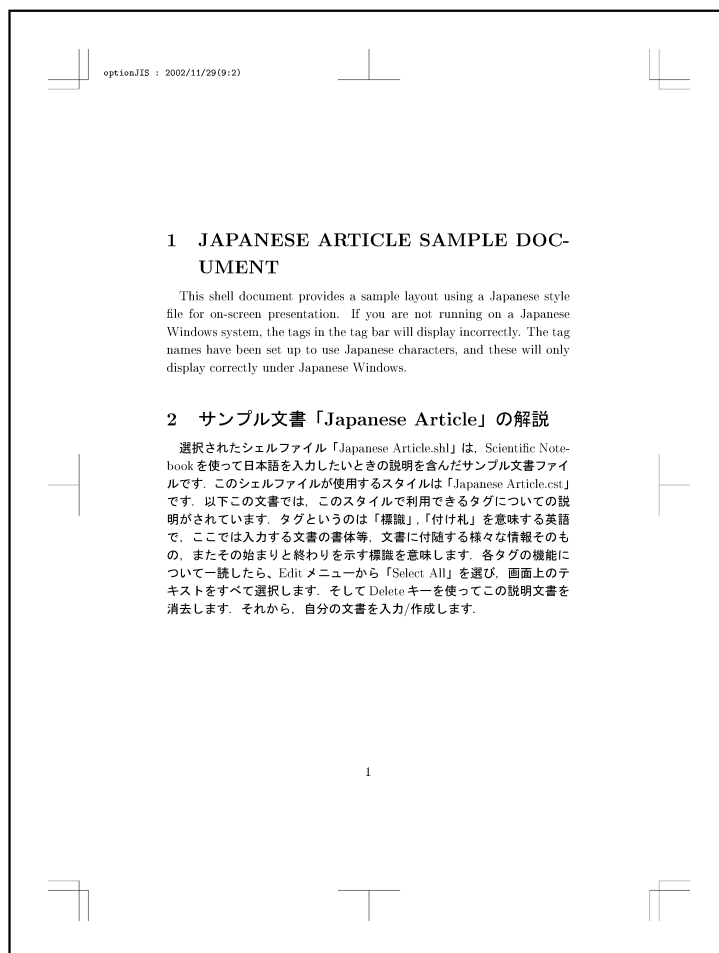 optionJIS : 2002/11/29(9:2)
1 JAPANESE ARTICLE SAMPLE DOC-
UMENT
This shell document provides a sample layout using a Japanese style
file for on-screen presentation. If you are not running on a Japanese
Windows system, the tags in the tag bar will display incorrectly. The tag
names have been set up to use Japanese characters, and these will only
display correctly under Japanese Windows.
2 サンプル文書「Japanese Article」の解説
選択されたシェルファイル「Japanese Article.shl」は，Scientific Note-
bookを使って日本語を入力したいときの説明を含んだサンプル文書ファイ
ルです．このシェルファイルが使用するスタイルは「Japanese Article.cst」
です．以下この文書では，このスタイルで利用できるタグについての説
明がされています．タグというのは「標識」，「付け札」を意味する英語
で，ここでは入力する文書の書体等，文書に付随する様々な情報そのも
の，またその始まりと終わりを示す標識を意味します．各タグの機能に
ついて一読したら、Editメニューから「Select All」を選び，画面上のテ
キストをすべて選択します．そしてDeleteキーを使ってこの説明文書を
消去します．それから，自分の文書を入力/作成します．
1